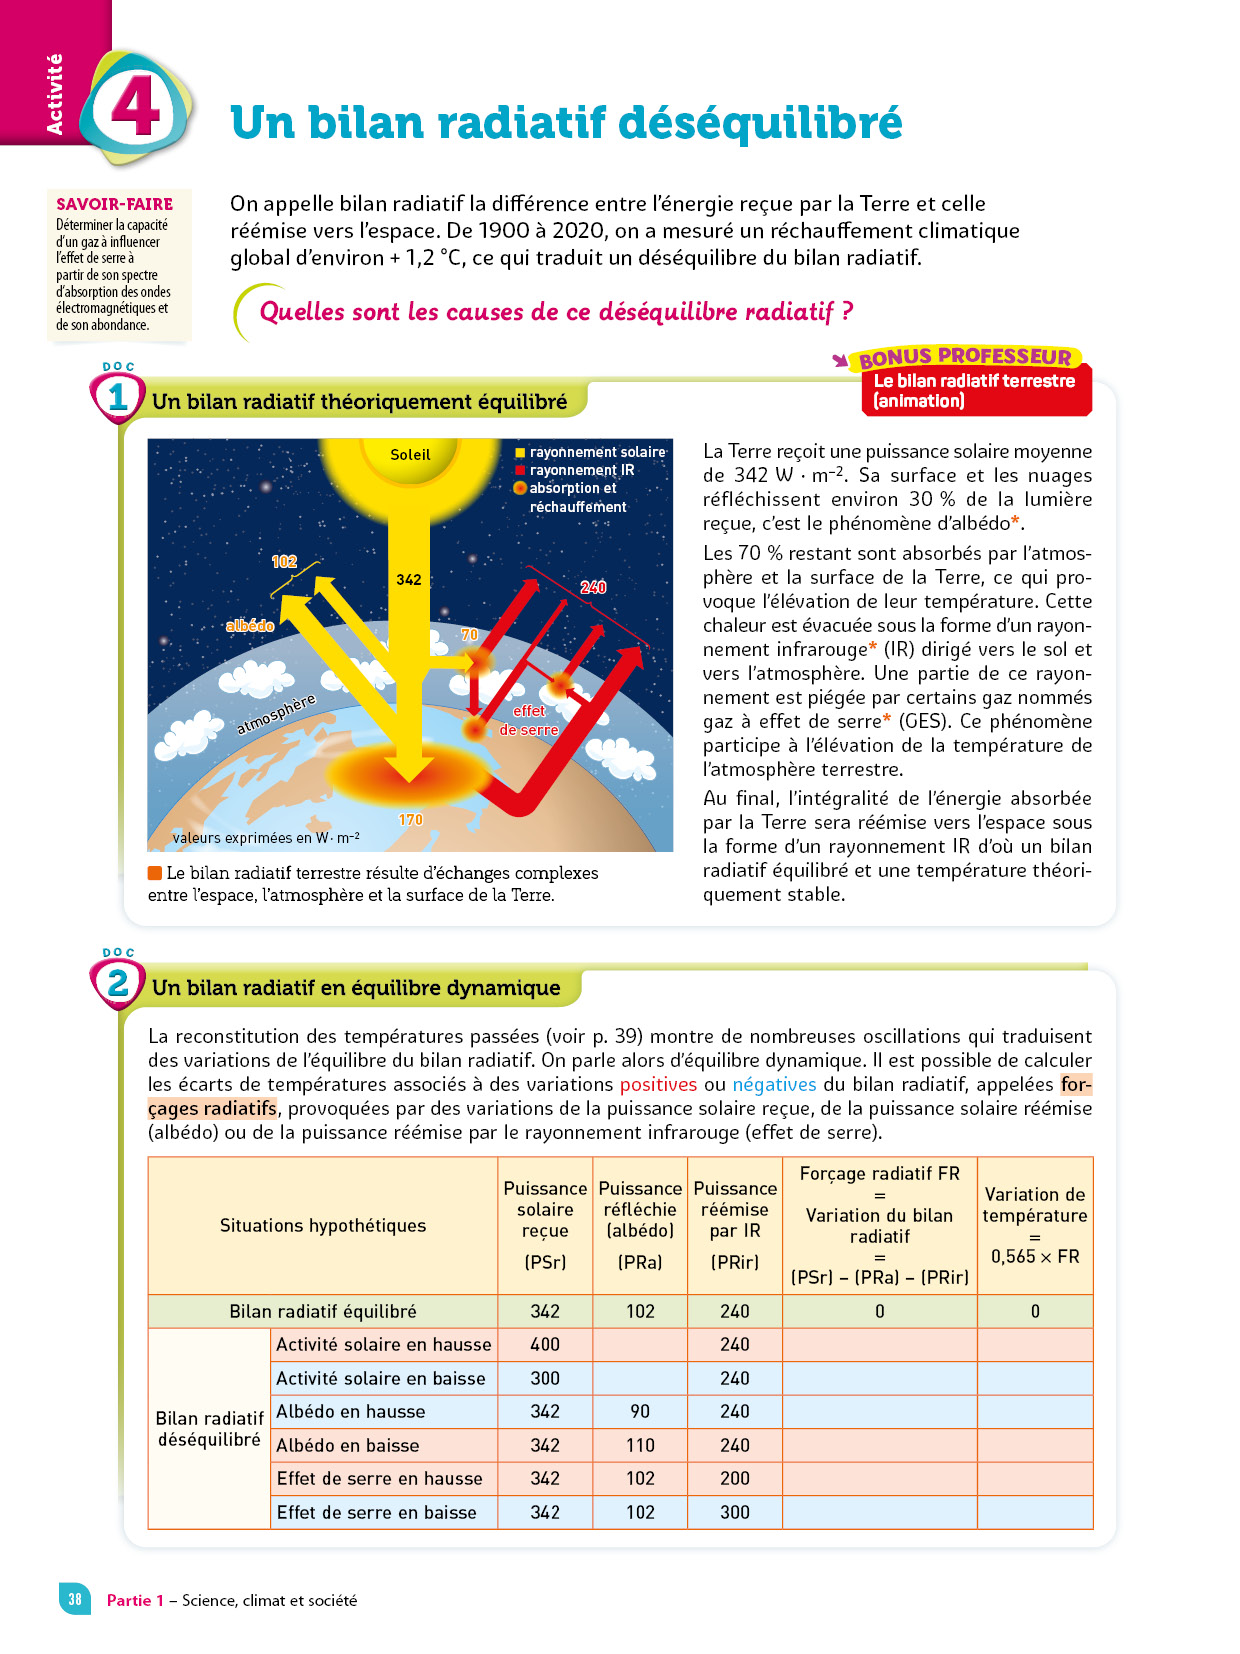 Activité
4
Un bilan radiatif déséquilibré
SAVOIR-FAIRE
Déterminer la capacité
d'un gaz à influencer
l'effet de serre à
partir de son spectre
d'absorption des ondes
électromagnétiques et
de son abondance.
On appelle bilan radiatif la différence entre l'énergie reçue par la Terre et celle
réémise vers l'espace. De 1900 à 2020, on a mesuré un réchauffement climatique
global d'environ + 1,2 °C, ce qui traduit un déséquilibre du bilan radiatif.
Quelles sont les causes de ce déséquilibre radiatif ?
DOC
1
Un bilan radiatif théoriquement équilibré
BONUS PROFESSEUR
Le bilan radiatif terrestre
(animation)
Soleil
rayonnement solaire
rayonnement IR
absorption et
réchauffement
102
342
240
albédo
70
atmosphère
effet
de serre
170
valeurs exprimées en W · m⁻²
Le bilan radiatif terrestre résulte d'échanges complexes
entre l'espace, l'atmosphère et la surface de la Terre.
La Terre reçoit une puissance solaire moyenne
de 342 W · m⁻². Sa surface et les nuages
réfléchissent environ 30 % de la lumière
reçue, c'est le phénomène d'albédo*.
Les 70 % restant sont absorbés par l'atmos-
phère et la surface de la Terre, ce qui pro-
voque l'élévation de leur température. Cette
chaleur est évacuée sous la forme d'un rayon-
nement infrarouge* (IR) dirigé vers le sol et
vers l'atmosphère. Une partie de ce rayon-
nement est piégée par certains gaz nommés
gaz à effet de serre* (GES). Ce phénomène
participe à l'élévation de la température de
l'atmosphère terrestre.
Au final, l'intégralité de l'énergie absorbée
par la Terre sera réémise vers l'espace sous
la forme d'un rayonnement IR d'où un bilan
radiatif équilibré et une température théori-
quement stable.
DOC
2
Un bilan radiatif en équilibre dynamique
La reconstitution des températures passées (voir p. 39) montre de nombreuses oscillations qui traduisent
des variations de l'équilibre du bilan radiatif. On parle alors d'équilibre dynamique. Il est possible de calculer
les écarts de températures associés à des variations positives ou négatives du bilan radiatif, appelées for-
çages radiatifs, provoquées par des variations de la puissance solaire reçue, de la puissance solaire réémise
(albédo) ou de la puissance réémise par le rayonnement infrarouge (effet de serre).
Situations hypothétiques
Puissance
solaire
reçue
(PSr)
Puissance
réfléchie
(albédo)
(PRa)
Puissance
réémise
par IR
(PRir)
Forçage radiatif FR
=
Variation du bilan
radiatif
=
(PSr) – (PRa) – (PRir)
Variation de
température
=
0,565 × FR
Bilan radiatif équilibré 342 102 240 0 0
Bilan radiatif
déséquilibré
Activité solaire en hausse 400 240
Activité solaire en baisse 300 240
Albédo en hausse 342 90 240
Albédo en baisse 342 110 240
Effet de serre en hausse 342 102 200
Effet de serre en baisse 342 102 300
38 Partie 1 – Science, climat et société